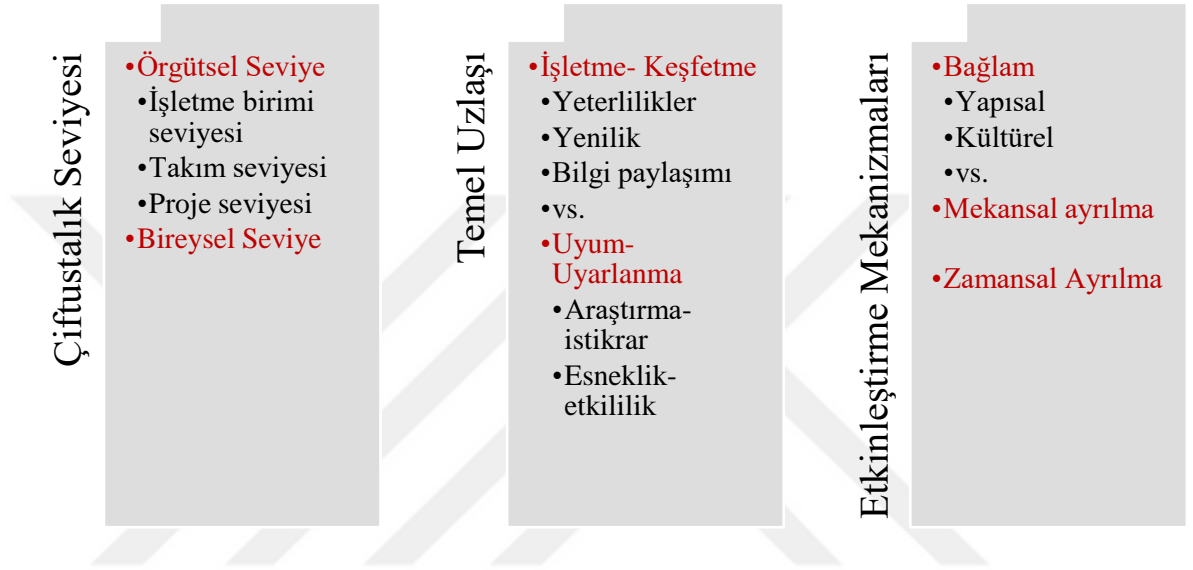 Çiftustalık Seviyesi
•Örgütsel Seviye
•İşletme birimi
seviyesi
•Takım seviyesi
•Proje seviyesi
•Bireysel Seviye
Temel Uzlaşı
•İşletme- Keşfetme
•Yeterlilikler
•Yenilik
•Bilgi paylaşımı
•vs.
•Uyum-
Uyarlanma
•Araştırma-
istikrar
•Esneklik-
etkililik
Etkinleştirme Mekanizmaları
•Bağlam
•Yapısal
•Kültürel
•vs.
•Mekansal ayrılma
•Zamansal Ayrılma